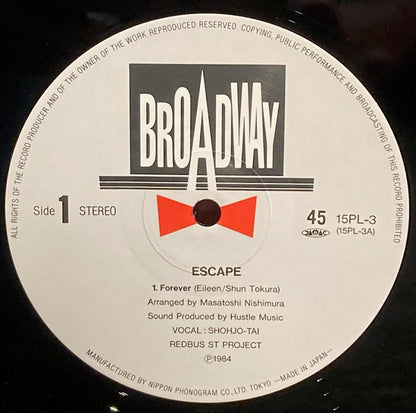 ALL RIGHTS OF THE RECORD PRODUCER AND OF THE OWNER OF THE WORK REPRODUCED RESERVED. COPYING, PUBLIC PERFORMANCE AND BROADCASTING OF THIS RECORD PROHIBITED
BROADWAY
Side 1 STEREO
45 15PL-3
JASRAC (15PL-3A)
ESCAPE
1. Forever (Eileen/Shun Tokura)
Arranged by Masatoshi Nishimura
Sound Produced by Hustle Music
VOCAL : SHOHJO-TAI
REDBUS ST PROJECT
Ⓟ1984
MANUFACTURED BY NIPPON PHONOGRAM CO., LTD. TOKYO –MADE IN JAPAN–